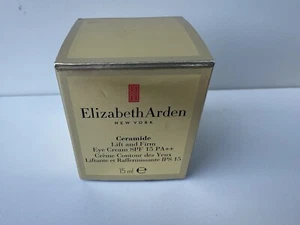 Elizabeth Arden
NEW YORK
Ceramide
Lift and Firm
Eye Cream SPF 15 PA++
Crème Contour des Yeux
Liftante et Raffermissante IPS 15
15 ml e